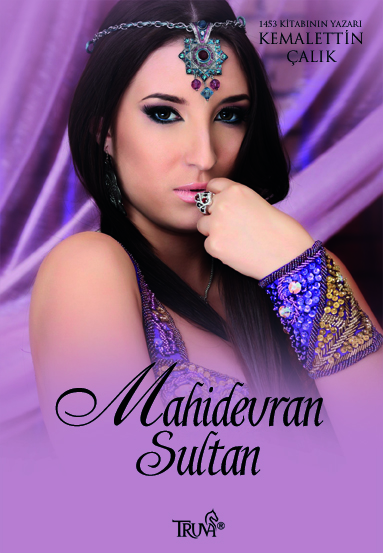 1453 KİTABININ YAZARI
KEMALETTİN
ÇALIK
Mahidevran
Sultan
TRUVA®